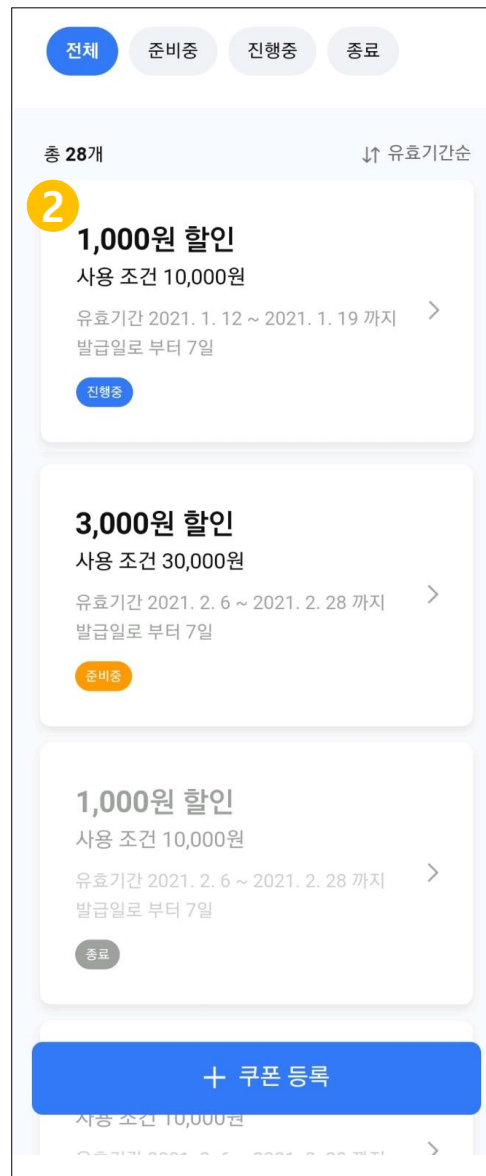 전체 준비중 진행중 종료
총 28개 ↓↑ 유효기간순
2
1,000원 할인
사용 조건 10,000원
유효기간 2021. 1. 12 ~ 2021. 1. 19 까지
발급일로 부터 7일
진행중
3,000원 할인
사용 조건 30,000원
유효기간 2021. 2. 6 ~ 2021. 2. 28 까지
발급일로 부터 7일
준비중
1,000원 할인
사용 조건 10,000원
유효기간 2021. 2. 6 ~ 2021. 2. 28 까지
발급일로 부터 7일
종료
+ 쿠폰 등록
사용 조건 10,000원